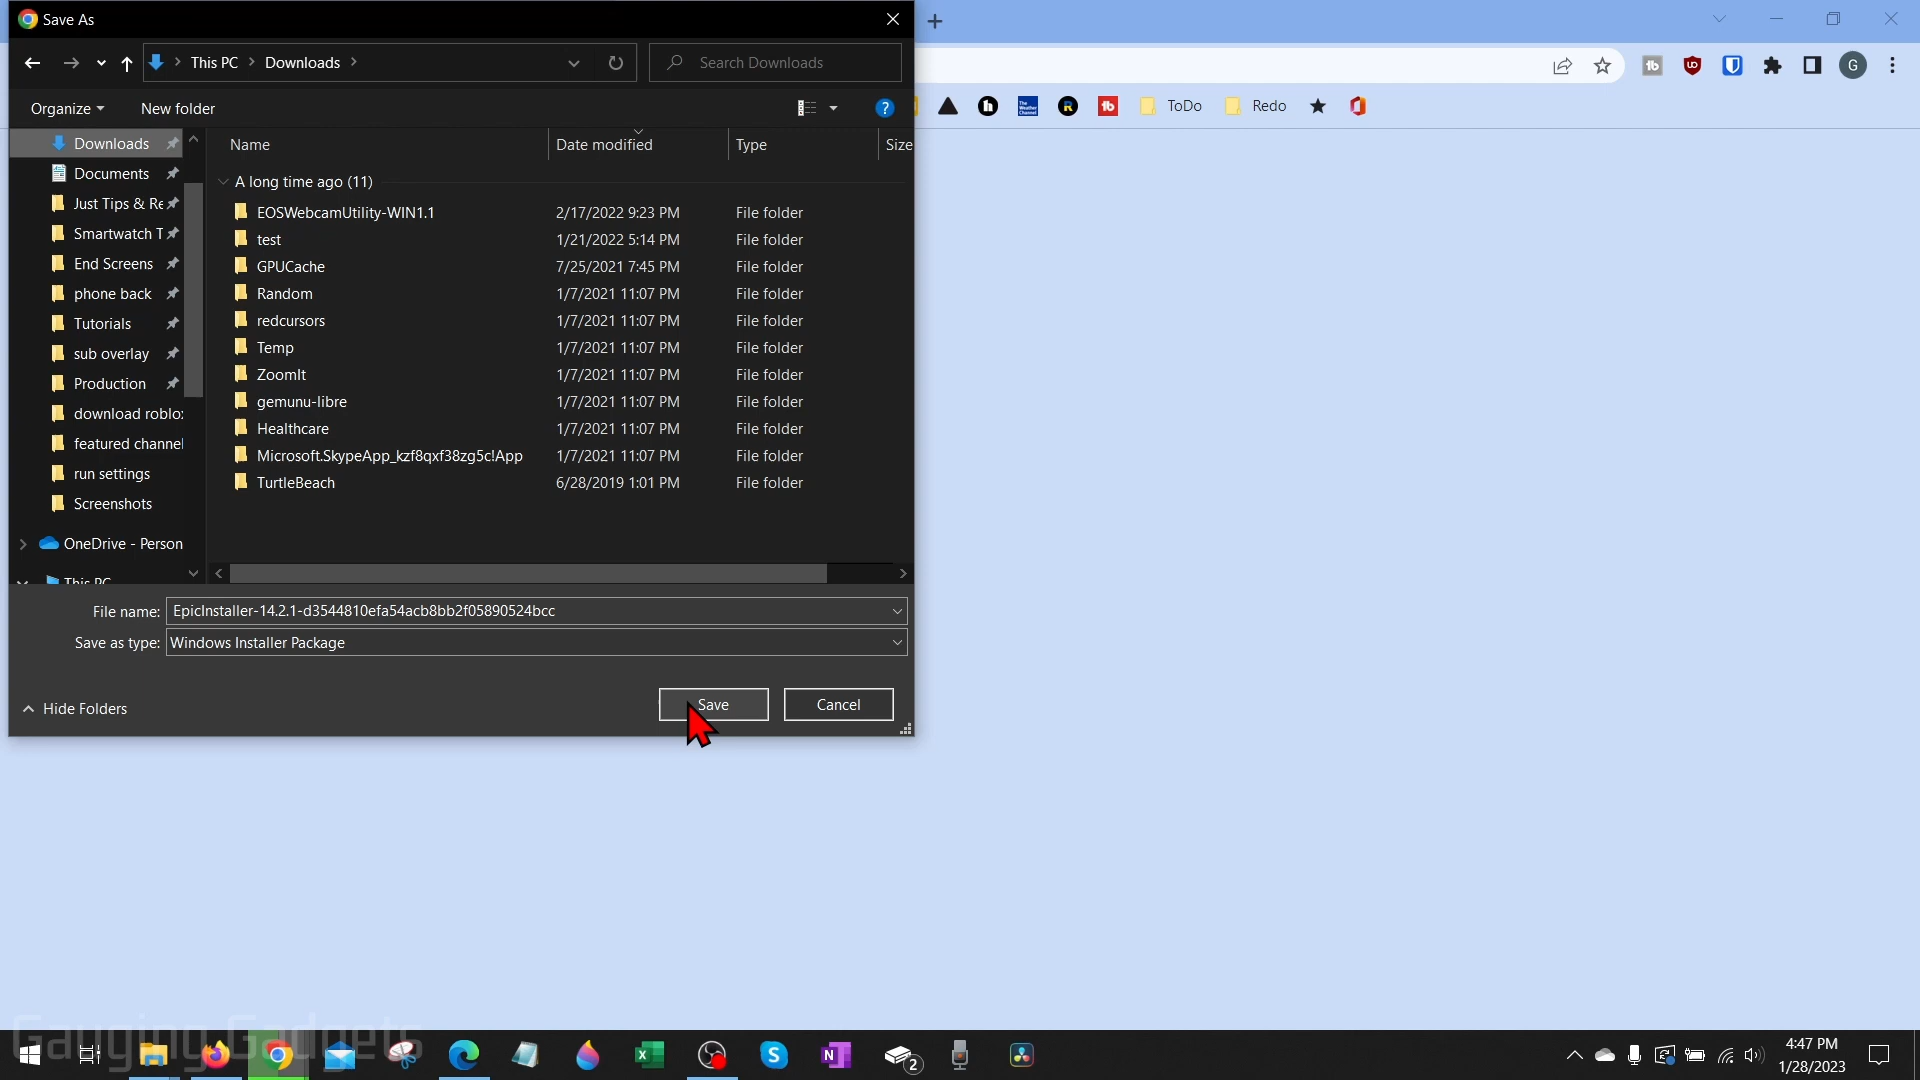 Save As
This PC
Downloads
Search Downloads
Organize
New folder
?
G
ToDo
Redo
Downloads
Documents
Just Tips & Re
Smartwatch T
End Screens
phone back
Tutorials
sub overlay
Production
download roblo
featured channel
run settings
Screenshots
OneDrive - Person
This PC
Name
Date modified
Type
Size
A long time ago (11)
EOSWebcamUtility-WIN1.1 2/17/2022 9:23 PM File folder
test 1/21/2022 5:14 PM File folder
GPUCache 7/25/2021 7:45 PM File folder
Random 1/7/2021 11:07 PM File folder
redcursors 1/7/2021 11:07 PM File folder
Temp 1/7/2021 11:07 PM File folder
ZoomIt 1/7/2021 11:07 PM File folder
gemunu-libre 1/7/2021 11:07 PM File folder
Healthcare 1/7/2021 11:07 PM File folder
Microsoft.SkypeApp_kzf8qxf38zg5c!App 1/7/2021 11:07 PM File folder
TurtleBeach 6/28/2019 1:01 PM File folder
File name: EpicInstaller-14.2.1-d3544810efa54acb8bb2f05890524bcc
Save as type: Windows Installer Package
Hide Folders
Save
Cancel
Gauging Gadgets
2
4:47 PM
1/28/2023